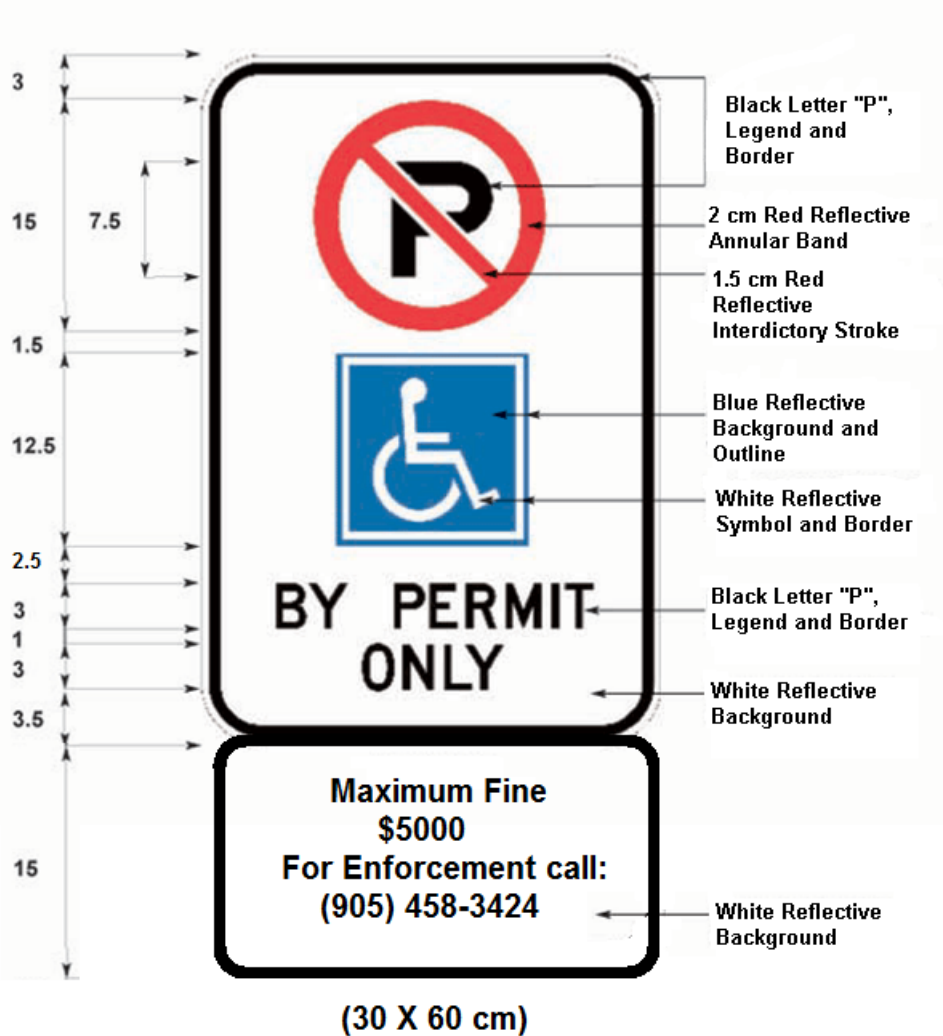 3
15
7.5
1.5
12.5
2.5
3
1
3
3.5
15
P
BY PERMIT
ONLY
Maximum Fine
$5000
For Enforcement call:
(905) 458-3424
(30 X 60 cm)
Black Letter "P",
Legend and
Border
2 cm Red Reflective
Annular Band
1.5 cm Red
Reflective
Interdictory Stroke
Blue Reflective
Background and
Outline
White Reflective
Symbol and Border
Black Letter "P",
Legend and Border
White Reflective
Background
White Reflective
Background